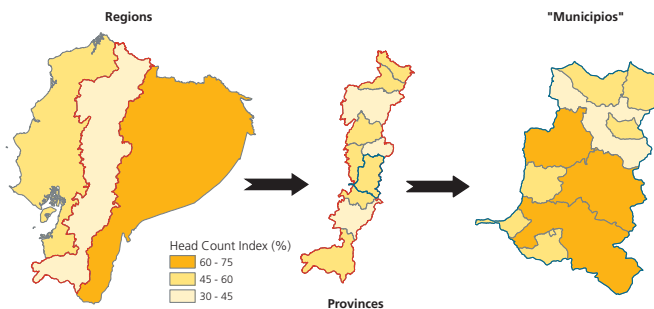 Regions
"Municipios"
Head Count Index (%)
60 - 75
45 - 60
30 - 45
Provinces